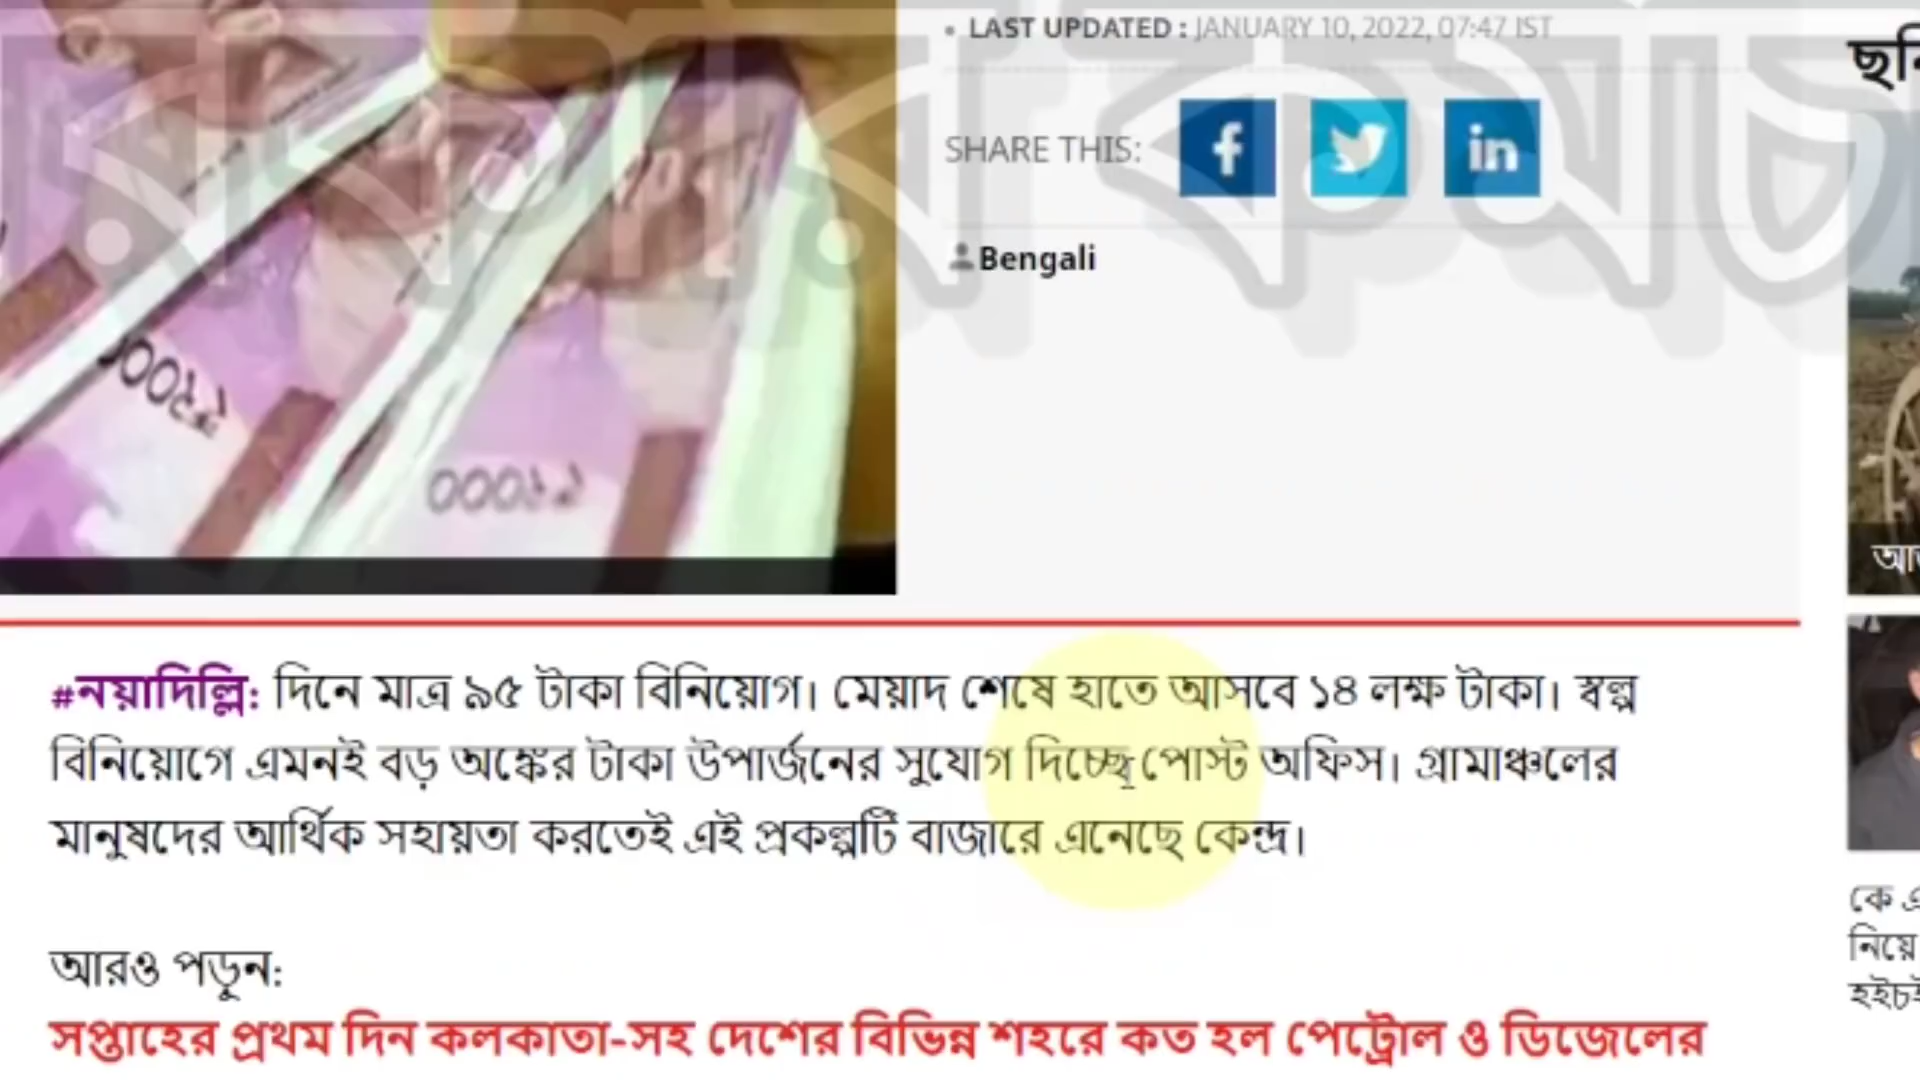 LAST UPDATED : JANUARY 10, 2022, 07:47 IST
SHARE THIS:
Bengali
#নয়াদিল্লি: দিনে মাত্র ৯৫ টাকা বিনিয়োগ। মেয়াদ শেষে হাতে আসবে ১৪ লক্ষ টাকা। স্বল্প
বিনিয়োগে এমনই বড় অঙ্কের টাকা উপার্জনের সুযোগ দিচ্ছে পোস্ট অফিস। গ্রামাঞ্চলের
মানুষদের আর্থিক সহায়তা করতেই এই প্রকল্পটি বাজারে এনেছে কেন্দ্র।
আরও পড়ুন:
সপ্তাহের প্রথম দিন কলকাতা-সহ দেশের বিভিন্ন শহরে কত হল পেট্রোল ও ডিজেলের
কে
নিয়ে